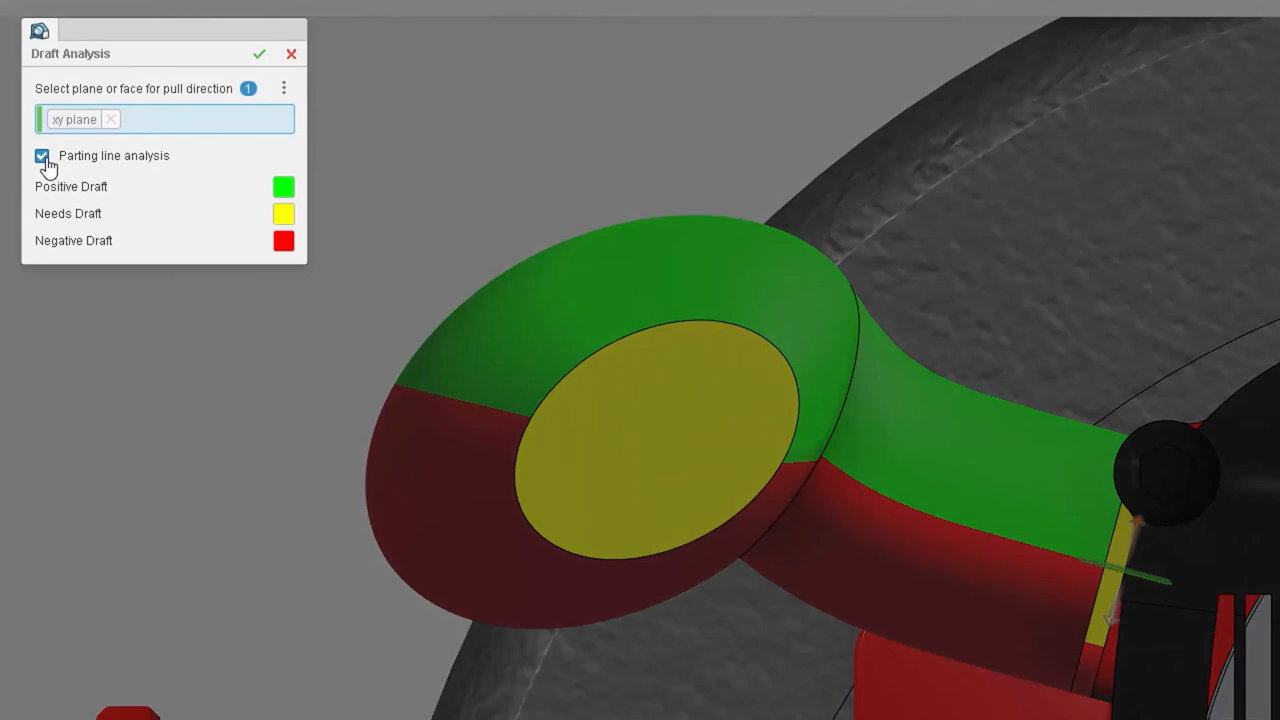 Draft Analysis
Select plane or face for pull direction 1
xy plane
Parting line analysis
Positive Draft
Needs Draft
Negative Draft